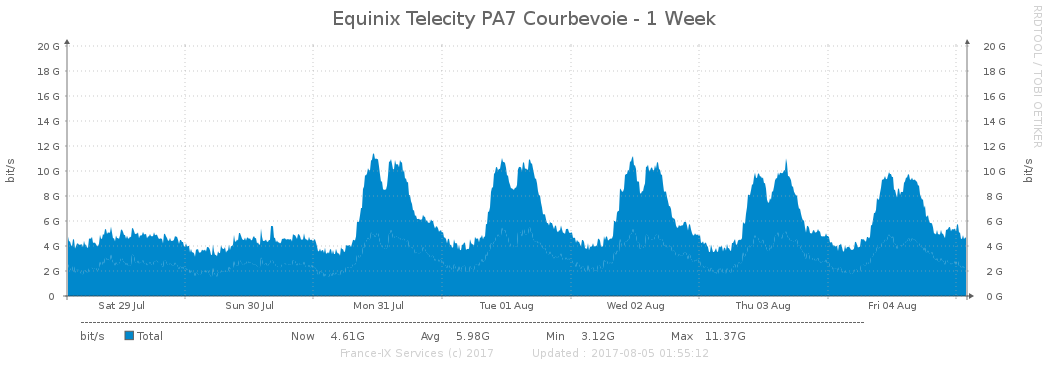 Equinix Telecity PA7 Courbevoie - 1 Week
RRDTOOL / TOBI OETIKER
20 G 20 G
18 G 18 G
16 G 16 G
14 G 14 G
12 G 12 G
10 G 10 G
8 G 8 G
6 G 6 G
4 G 4 G
2 G 2 G
0 0 G
bit/s
bit/s
Sat 29 Jul Sun 30 Jul Mon 31 Jul Tue 01 Aug Wed 02 Aug Thu 03 Aug Fri 04 Aug
bit/s Total Now 4.61G Avg 5.98G Min 3.12G Max 11.37G
France-IX Services (c) 2017 Updated : 2017-08-05 01:55:12